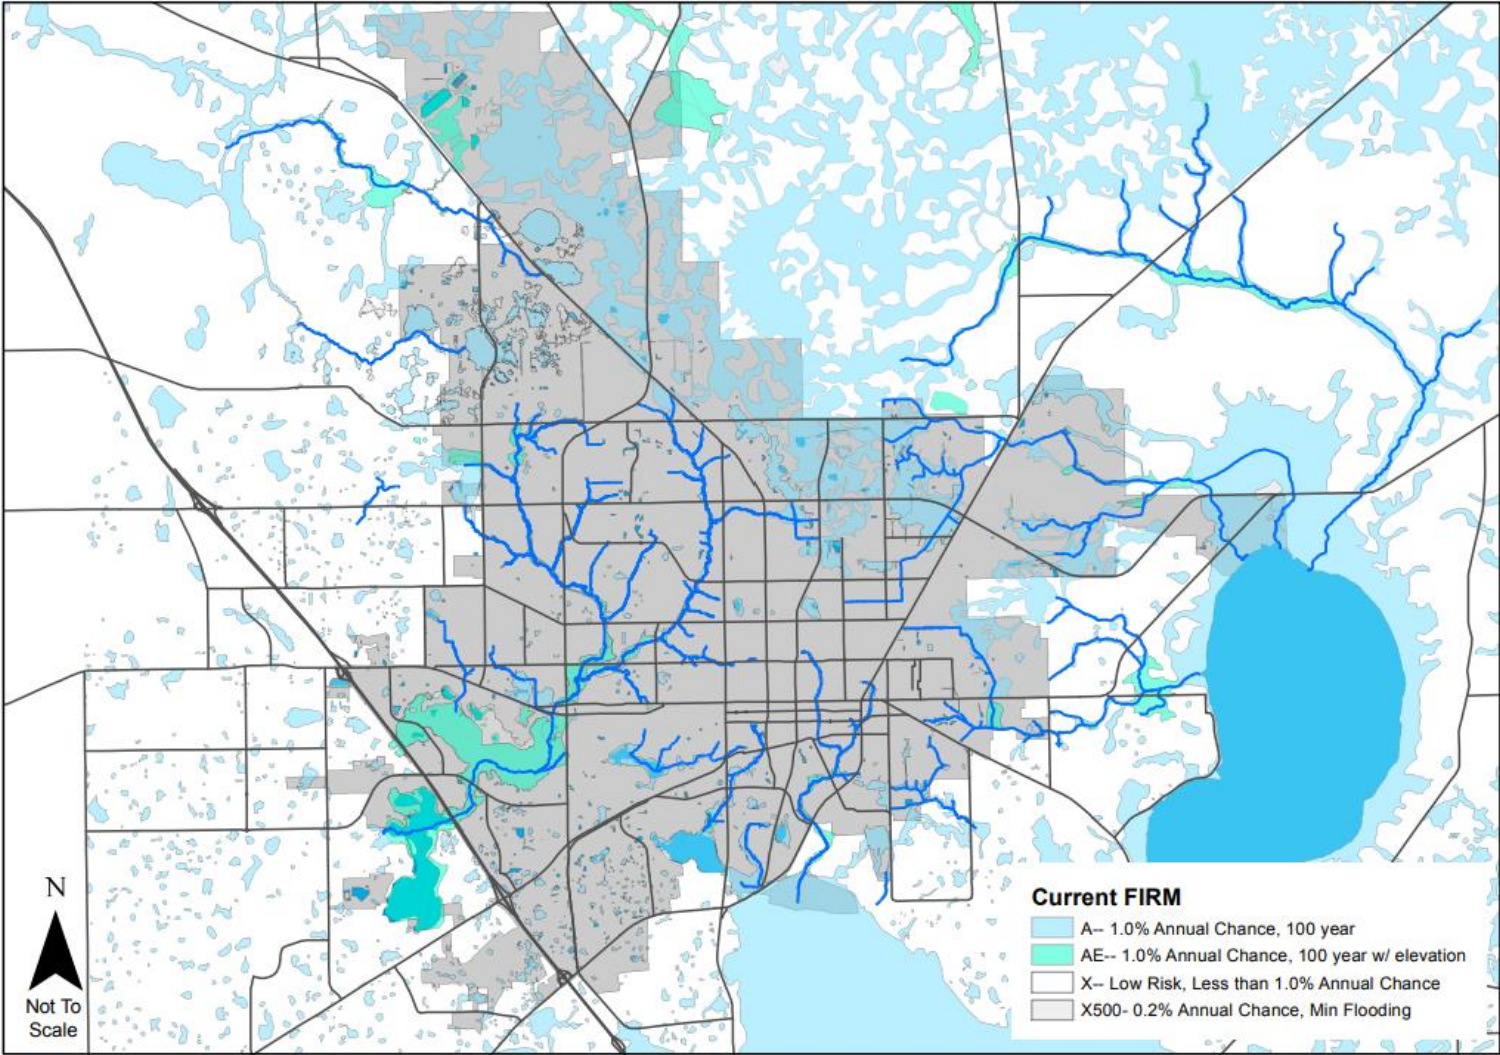 N
Not To
Scale
Current FIRM
A-- 1.0% Annual Chance, 100 year
AE-- 1.0% Annual Chance, 100 year w/ elevation
X-- Low Risk, Less than 1.0% Annual Chance
X500- 0.2% Annual Chance, Min Flooding